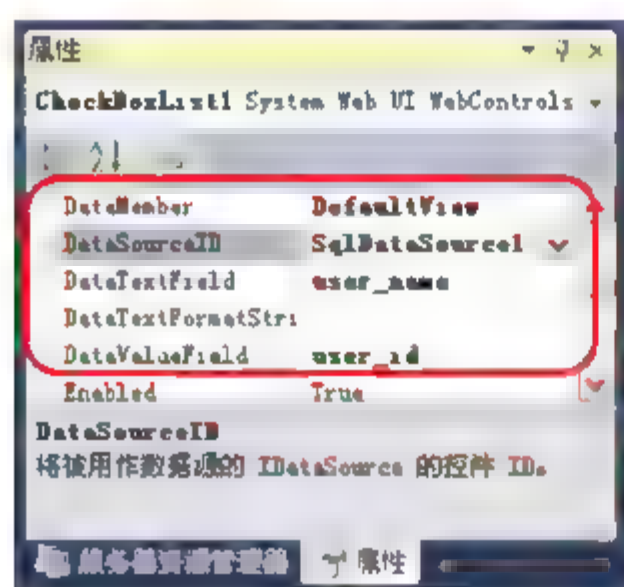 属性
CheckBoxList1 System.Web.UI.WebControls
DataMember DefaultView
DataSourceID SqlDataSource1
DataTextField user_name
DataTextFormatStri
DataValueField user_id
Enabled True
DataSourceID
将被用作数据源的 IDataSource 的控件 ID。
属性